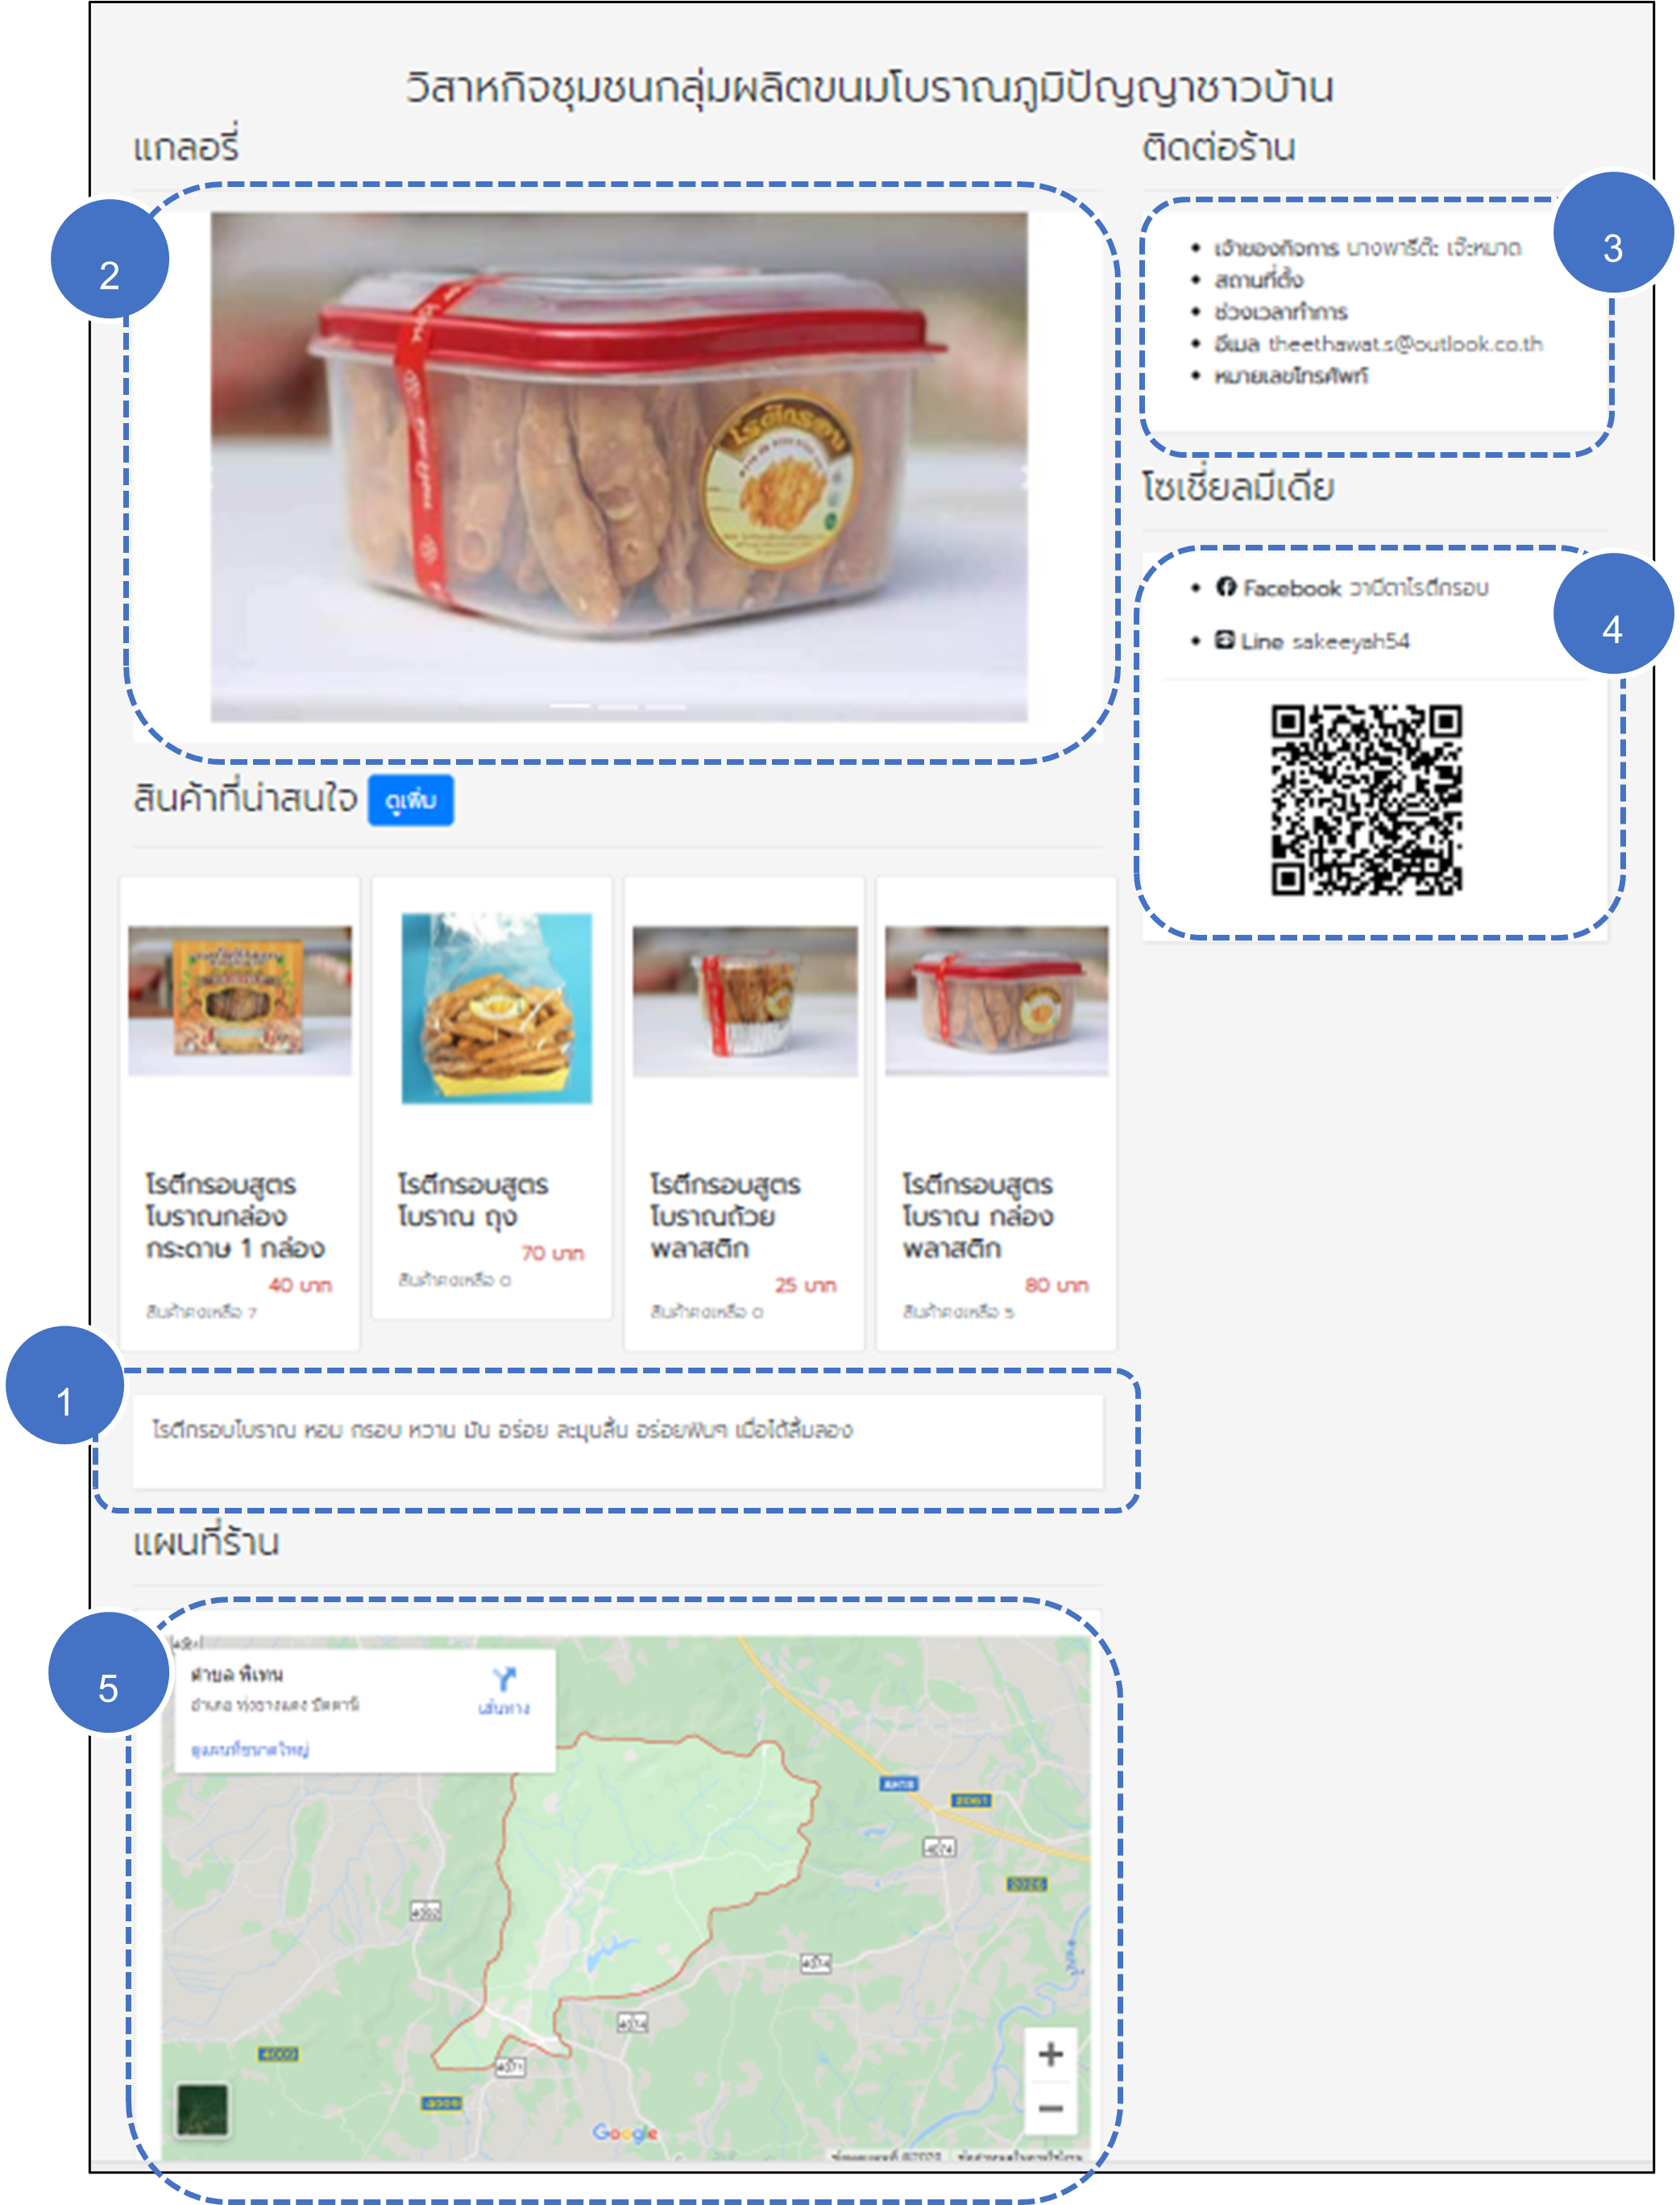 วิสาหกิจชุมชนกลุ่มผลิตขนมโบราณภูมิปัญญาชาวบ้าน
แกลอรี่
2
โรตีกรอบ
สินค้าที่น่าสนใจ ดูเพิ่ม
โรตีกรอบสูตร
โบราณกล่อง
กระดาษ 1 กล่อง
40 บาท
สินค้าคงเหลือ 7
โรตีกรอบสูตร
โบราณ ถุง
70 บาท
สินค้าคงเหลือ 0
โรตีกรอบสูตร
โบราณถ้วย
พลาสติก
25 บาท
สินค้าคงเหลือ 0
โรตีกรอบสูตร
โบราณ กล่อง
พลาสติก
80 บาท
สินค้าคงเหลือ 5
1
โรตีกรอบโบราณ หอม กรอบ หวาน มัน อร่อย ละมุนลิ้น อร่อยฟินๆ เมื่อได้ลิ้มลอง
แผนที่ร้าน
5
ตำบล พิเทน
อำเภอ ทุ่งยางแดง ปัตตานี
เส้นทาง
ดูแผนที่ขนาดใหญ่
AH18
2061
4074
4092
4074
4074
4071
Google
ติดต่อร้าน
3
เจ้าของกิจการ นางพารีด๊ะ เจ๊ะหมาด
สถานที่ตั้ง
ช่วงเวลาทำการ
อีเมล theethawat.s@outlook.co.th
หมายเลขโทรศัพท์
โซเชี่ยลมีเดีย
4
Facebook วานีตาโรตีกรอบ
Line sakeeyah54